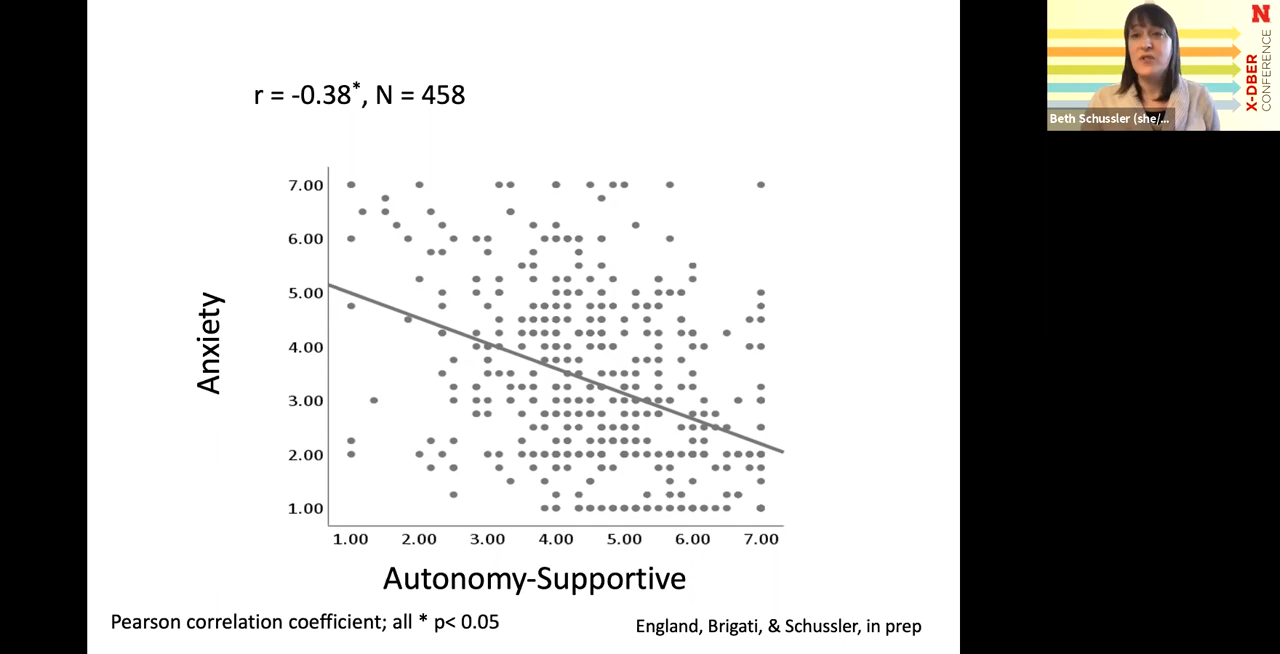 r = -0.38*, N = 458
7.00
6.00
5.00
4.00
3.00
2.00
1.00
Anxiety
1.00 2.00 3.00 4.00 5.00 6.00 7.00
Autonomy-Supportive
Pearson correlation coefficient; all * p< 0.05
England, Brigati, & Schussler, in prep
N
X-DBER
CONFERENCE
Beth Schussler (she/...